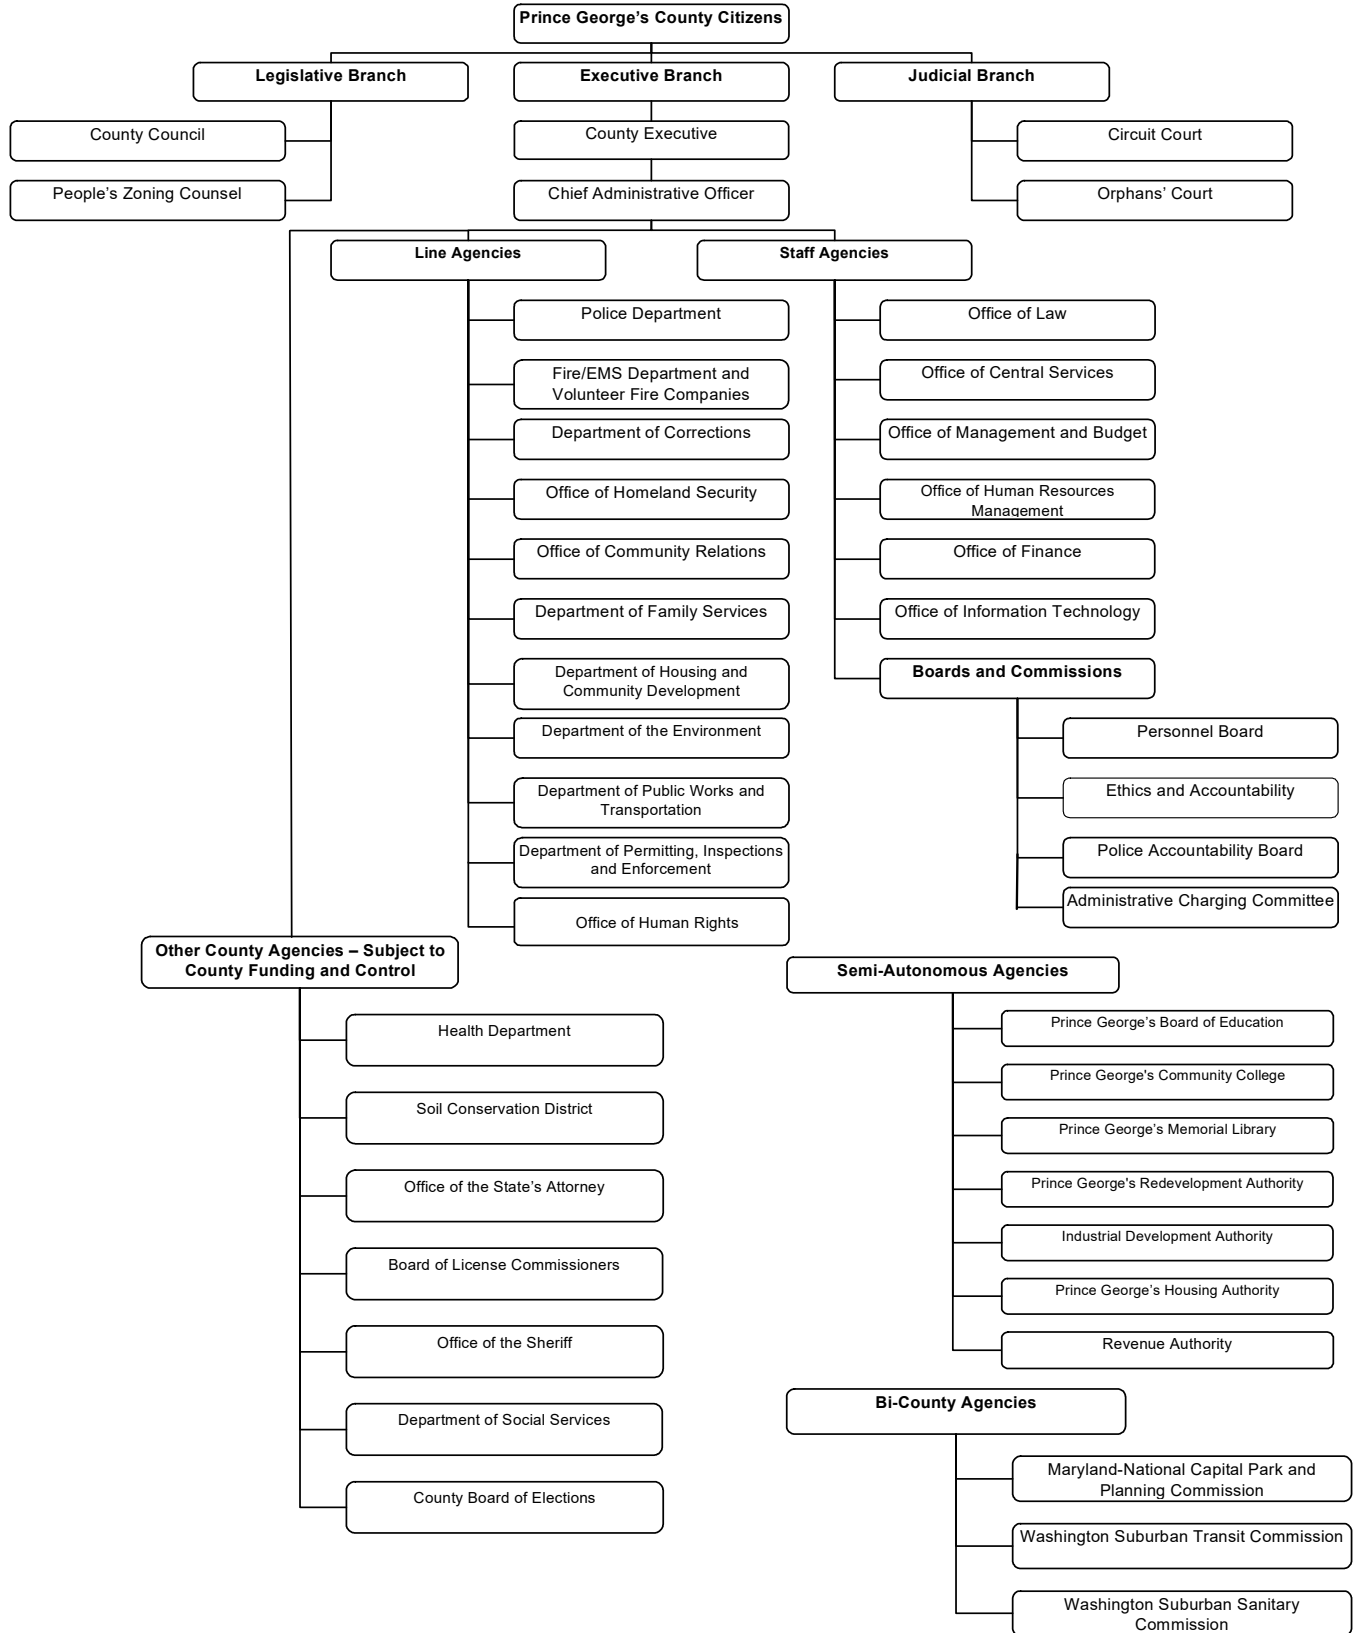 Prince George’s County Citizens
Legislative Branch
Executive Branch
Judicial Branch
County Council
County Executive
Circuit Court
People’s Zoning Counsel
Chief Administrative Officer
Orphans’ Court
Line Agencies
Staff Agencies
Police Department
Fire/EMS Department and
Volunteer Fire Companies
Department of Corrections
Office of Homeland Security
Office of Community Relations
Department of Family Services
Department of Housing and
Community Development
Department of the Environment
Department of Public Works and
Transportation
Department of Permitting, Inspections
and Enforcement
Office of Human Rights
Office of Law
Office of Central Services
Office of Management and Budget
Office of Human Resources
Management
Office of Finance
Office of Information Technology
Boards and Commissions
Personnel Board
Ethics and Accountability
Police Accountability Board
Administrative Charging Committee
Other County Agencies – Subject to
County Funding and Control
Health Department
Soil Conservation District
Office of the State’s Attorney
Board of License Commissioners
Office of the Sheriff
Department of Social Services
County Board of Elections
Semi-Autonomous Agencies
Prince George’s Board of Education
Prince George's Community College
Prince George’s Memorial Library
Prince George's Redevelopment Authority
Industrial Development Authority
Prince George’s Housing Authority
Revenue Authority
Bi-County Agencies
Maryland-National Capital Park and
Planning Commission
Washington Suburban Transit Commission
Washington Suburban Sanitary
Commission